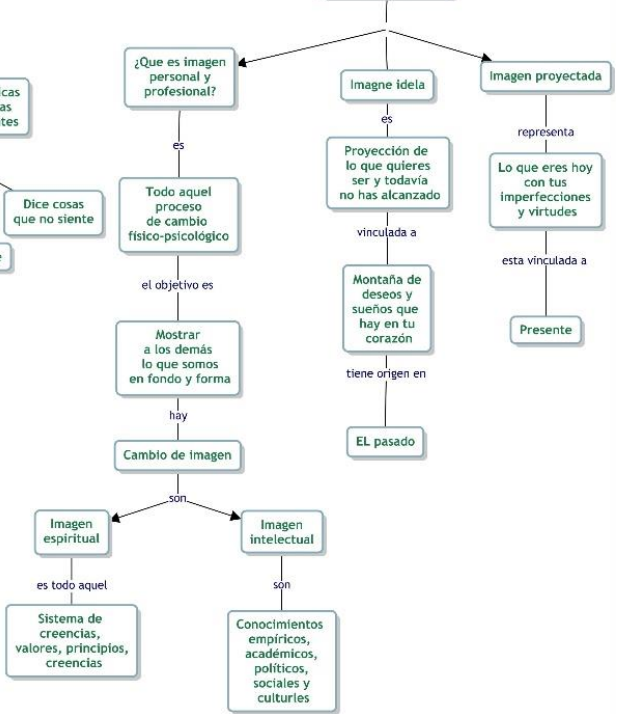 ¿Que es imagen
personal y
profesional?
Imagne idela
Imagen proyectada
icas
as
tes
es
es
representa
Dice cosas
que no siente
Todo aquel
proceso
de cambio
físico-psicológico
Proyección de
lo que quieres
ser y todavía
no has alcanzado
Lo que eres hoy
con tus
imperfecciones
y virtudes
vinculada a
esta vinculada a
el objetivo es
Montaña de
deseos y
sueños que
hay en tu
corazón
Presente
Mostrar
a los demás
lo que somos
en fondo y forma
tiene origen en
hay
EL pasado
Cambio de imagen
son
Imagen
espiritual
Imagen
intelectual
es todo aquel
son
Sistema de
creencias,
valores, principios,
creencias
Conocimientos
empíricos,
académicos,
políticos,
sociales y
culturles